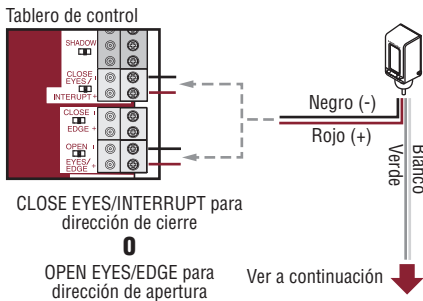 Tablero de control
SHADOW
CLOSE -
EYES/
INTERUPT +
CLOSE -
EDGE +
OPEN -
EYES/ +
EDGE
Negro (-)
Rojo (+)
Blanco
Verde
CLOSE EYES/INTERRUPT para
dirección de cierre
O
OPEN EYES/EDGE para
dirección de apertura
Ver a continuación